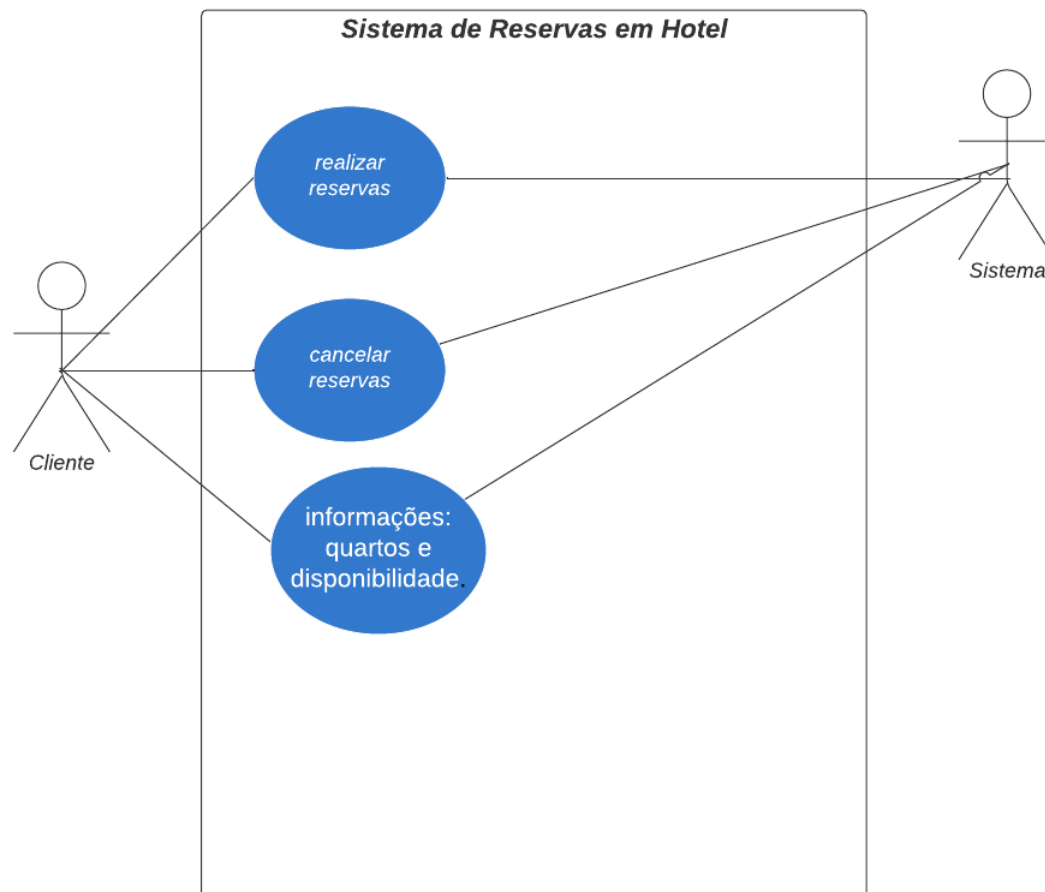 Sistema de Reservas em Hotel
realizar
reservas
Sistema
cancelar
reservas
Cliente
informações:
quartos e
disponibilidade.